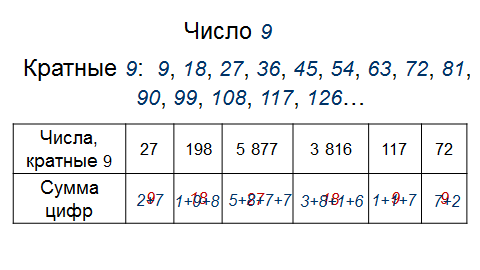 Число 9
Кратные 9: 9, 18, 27, 36, 45, 54, 63, 72, 81,
90, 99, 108, 117, 126…
Числа, кратные 9 27 198 5 877 3 816 117 72
Сумма цифр 2+7 9 1+9+8 18 5+8+7+7 27 3+8+1+6 18 1+1+7 9 7+2 9